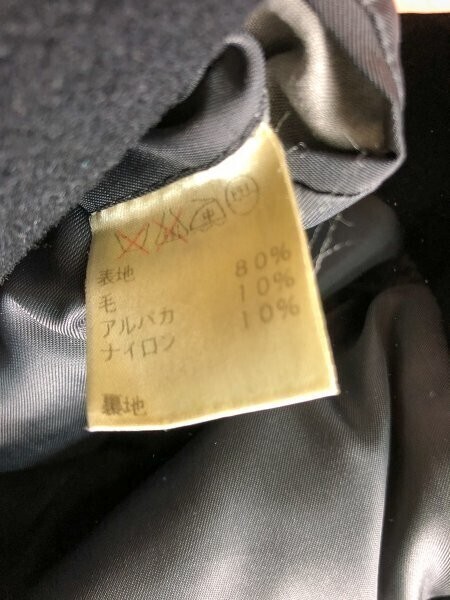 表地
毛 80%
アルパカ 10%
ナイロン 10%
裏地